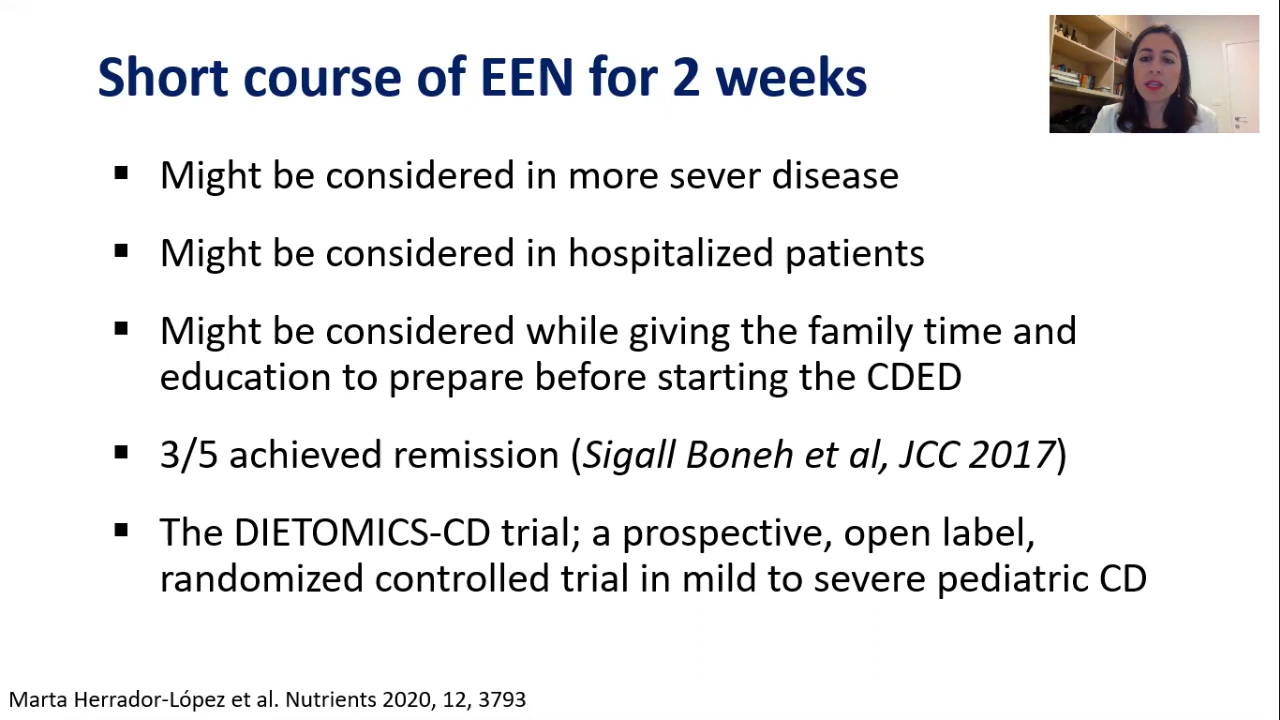 Short course of EEN for 2 weeks
▪ Might be considered in more sever disease
▪ Might be considered in hospitalized patients
▪ Might be considered while giving the family time and
education to prepare before starting the CDED
▪ 3/5 achieved remission (Sigall Boneh et al, JCC 2017)
▪ The DIETOMICS-CD trial; a prospective, open label,
randomized controlled trial in mild to severe pediatric CD
Marta Herrador-López et al. Nutrients 2020, 12, 3793